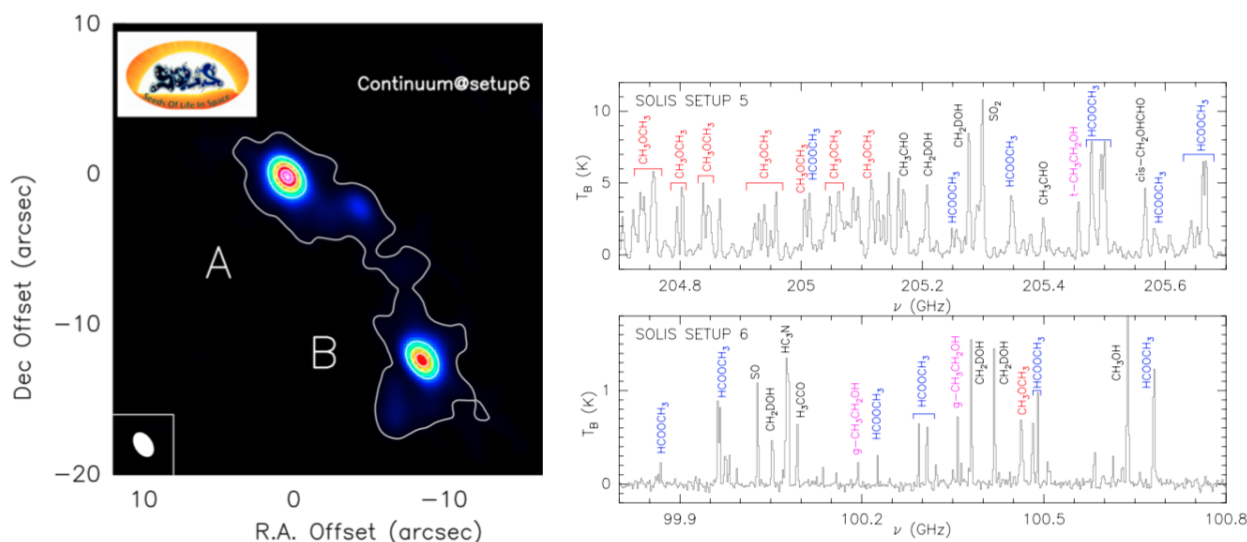 Continuum@setup6
SOLIS
Seeds Of Life In Space
A
B
10
0
−10
−20
Dec Offset (arcsec)
10
0
−10
R.A. Offset (arcsec)
SOLIS SETUP 5
CH₃OCH₃
CH₃OCH₃
CH₃OCH₃
CH₃OCH₃
CH₃OCH₃
HCOOCH₃
CH₃OCH₃
CH₃OCH₃
CH₃CHO
CH₂DOH
HCOOCH₃
CH₂DOH
SO₂
HCOOCH₃
CH₃CHO
t−CH₃CH₂OH
HCOOCH₃
cis−CH₂OHCHO
HCOOCH₃
HCOOCH₃
10
5
0
T_B (K)
204.8
205
205.2
205.4
205.6
ν (GHz)
SOLIS SETUP 6
HCOOCH₃
HCOOCH₃
SO
CH₂DOH
HC₃N
H₃CCO
g−CH₃CH₂OH
HCOOCH₃
HCOOCH₃
g−CH₃CH₂OH
CH₂DOH
CH₂DOH
CH₃OCH₃
HCOOCH₃
CH₃OH
HCOOCH₃
1
0
T_B (K)
99.9
100.2
100.5
100.8
ν (GHz)